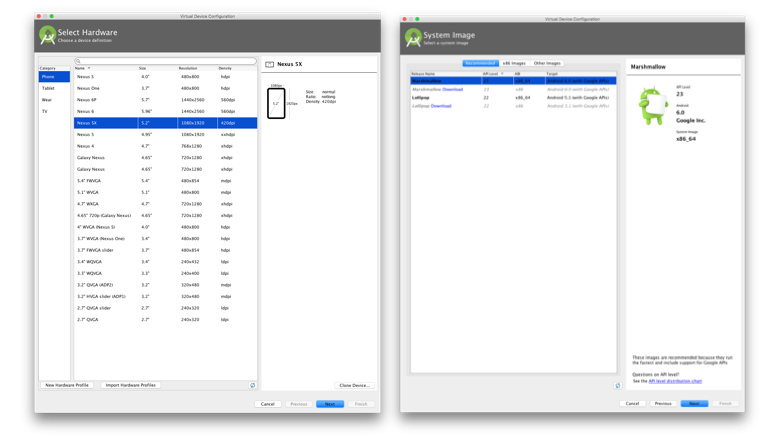 Virtual Device Configuration
Select Hardware
Choose a device definition
Category
Phone
Tablet
Wear
TV
Name Size Resolution Density
Nexus S 4.0" 480x800 hdpi
Nexus One 3.7" 480x800 hdpi
Nexus 6P 5.7" 1440x2560 560dpi
Nexus 6 5.96" 1440x2560 560dpi
Nexus 5X 5.2" 1080x1920 420dpi
Nexus 5 4.95" 1080x1920 xxhdpi
Nexus 4 4.7" 768x1280 xhdpi
Galaxy Nexus 4.65" 720x1280 xhdpi
Galaxy Nexus 4.65" 720x1280 xhdpi
5.4" FWVGA 5.4" 480x854 mdpi
5.1" WVGA 5.1" 480x800 mdpi
4.7" WXGA 4.7" 720x1280 xhdpi
4.65" 720p (Galaxy Nexus) 4.65" 720x1280 xhdpi
4" WVGA (Nexus S) 4.0" 480x800 hdpi
3.7" WVGA (Nexus One) 3.4" 480x800 hdpi
3.7" FWVGA slider 3.7" 480x854 hdpi
3.4" WQVGA 3.4" 240x432 ldpi
3.3" WQVGA 3.3" 240x400 ldpi
3.2" QVGA (ADP2) 3.2" 320x480 mdpi
3.2" HVGA slider (ADP1) 3.2" 320x480 mdpi
2.7" QVGA slider 2.7" 240x320 ldpi
2.7" QVGA 2.7" 240x320 ldpi
New Hardware Profile Import Hardware Profiles
Nexus 5X
5.2"
Size: normal
Ratio: notlong
Density: 420dpi
Clone Device...
Cancel Previous Next Finish
Virtual Device Configuration
System Image
Select a system image
Recommended x86 Images Other Images
Release Name API Level ABI Target
Marshmallow 23 x86_64 Android 6.0 (with Google APIs)
Marshmallow Download 23 x86 Android 6.0 (with Google APIs)
Lollipop 22 x86_64 Android 5.1 (with Google APIs)
Lollipop Download 22 x86 Android 5.1 (with Google APIs)
Marshmallow
API Level
23
Android
6.0
Google Inc.
System Image
x86_64
These images are recommended because they run
the fastest and include support for Google APIs
Questions on API level?
See the API level distribution chart
Cancel Previous Next Finish